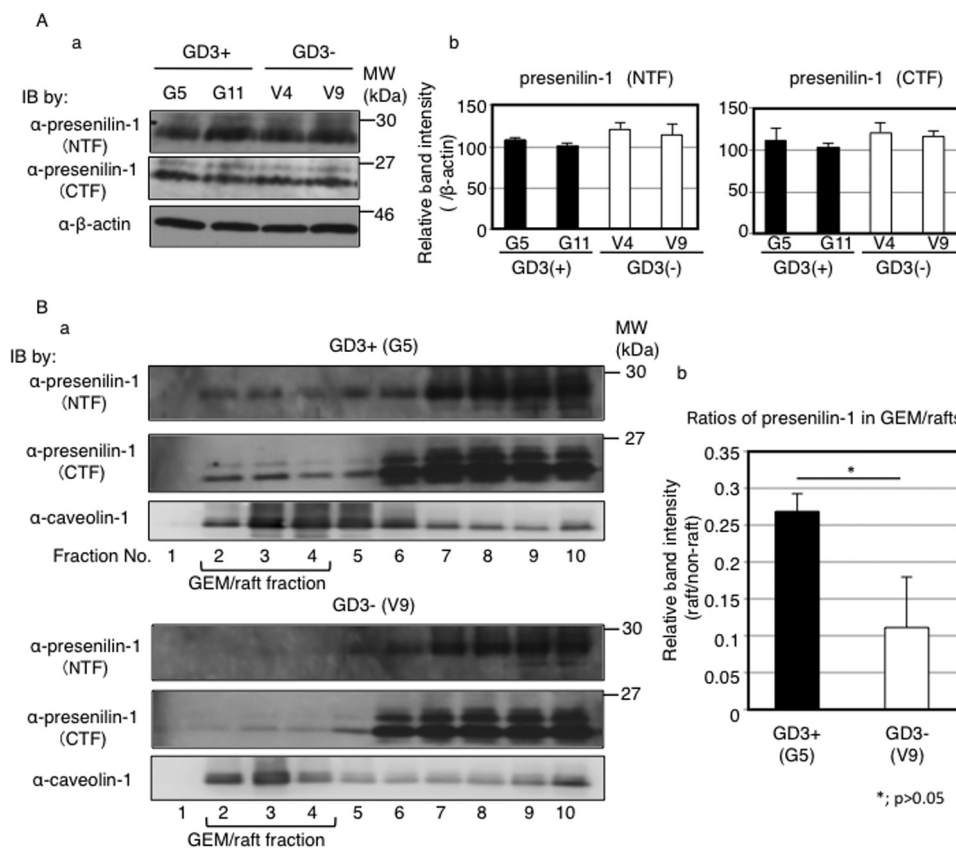 A
a
GD3+ GD3-
MW
(kDa)
IB by: G5 G11 V4 V9
α-presenilin-1
(NTF)
30
α-presenilin-1
(CTF)
27
α-β-actin
46
b
presenilin-1 (NTF)
Relative band intensity
( /β-actin)
150
100
50
0
G5 G11 V4 V9
GD3(+) GD3(-)
presenilin-1 (CTF)
150
100
50
0
G5 G11 V4 V9
GD3(+) GD3(-)
B
a
IB by:
GD3+ (G5)
MW
(kDa)
α-presenilin-1
(NTF)
30
α-presenilin-1
(CTF)
27
α-caveolin-1
Fraction No. 1 2 3 4 5 6 7 8 9 10
GEM/raft fraction
GD3- (V9)
α-presenilin-1
(NTF)
30
α-presenilin-1
(CTF)
27
α-caveolin-1
1 2 3 4 5 6 7 8 9 10
GEM/raft fraction
b
Ratios of presenilin-1 in GEM/rafts
Relative band intensity
(raft/non-raft)
0.35
0.3
0.25
0.2
0.15
0.1
0.05
0
*
GD3+
(G5)
GD3-
(V9)
*; p>0.05